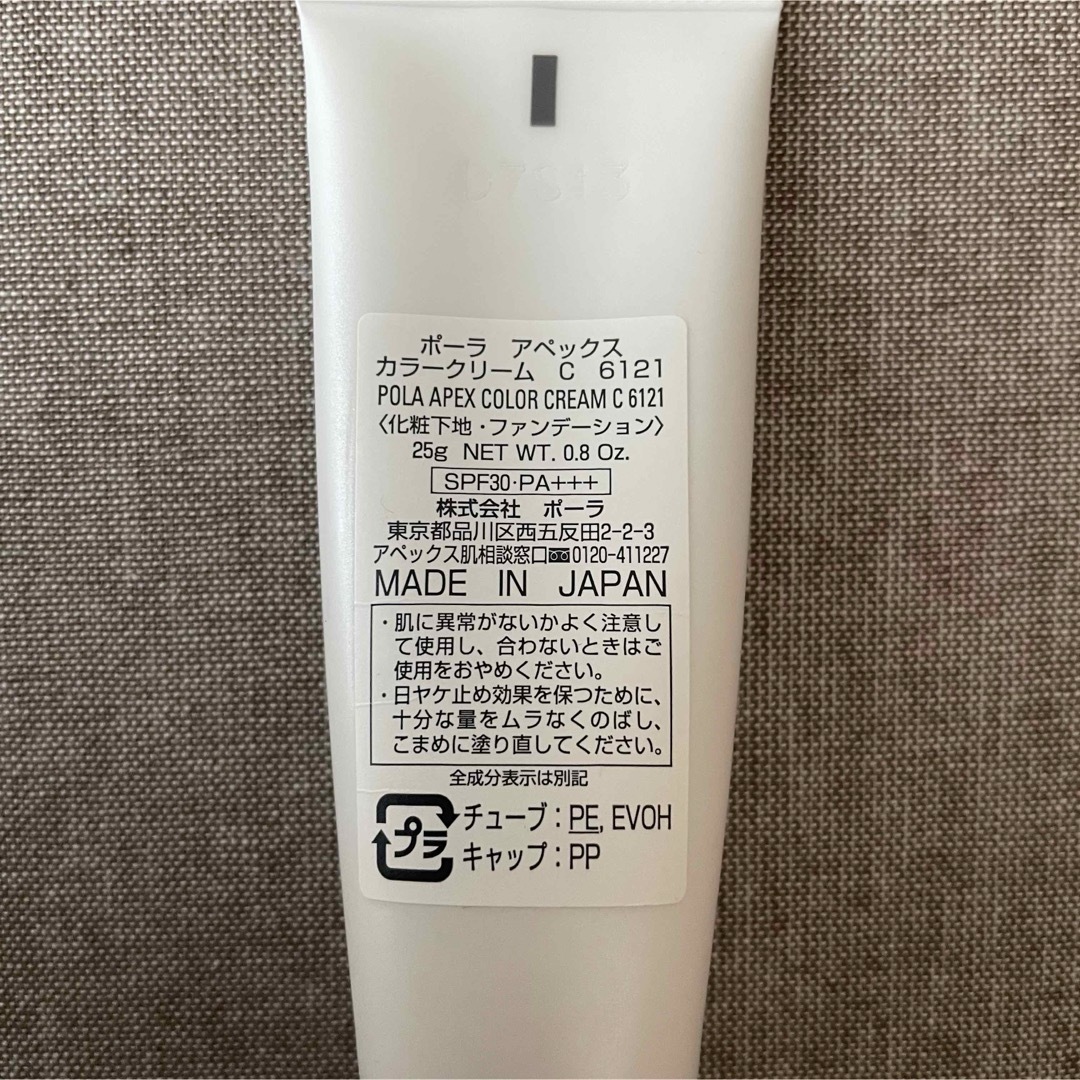 ポーラ　アペックス
カラークリーム　C　6121
POLA APEX COLOR CREAM C 6121
〈化粧下地・ファンデーション〉
25g NET WT. 0.8 Oz.
SPF30・PA+++
株式会社　ポーラ
東京都品川区西五反田2-2-3
アペックス肌相談窓口 0120-411227
MADE IN JAPAN
・肌に異常がないかよく注意し
て使用し、合わないときはご
使用をおやめください。
・日ヤケ止め効果を保つために、
十分な量をムラなくのばし、
こまめに塗り直してください。
全成分表示は別記
プラ
チューブ：PE, EVOH
キャップ：PP